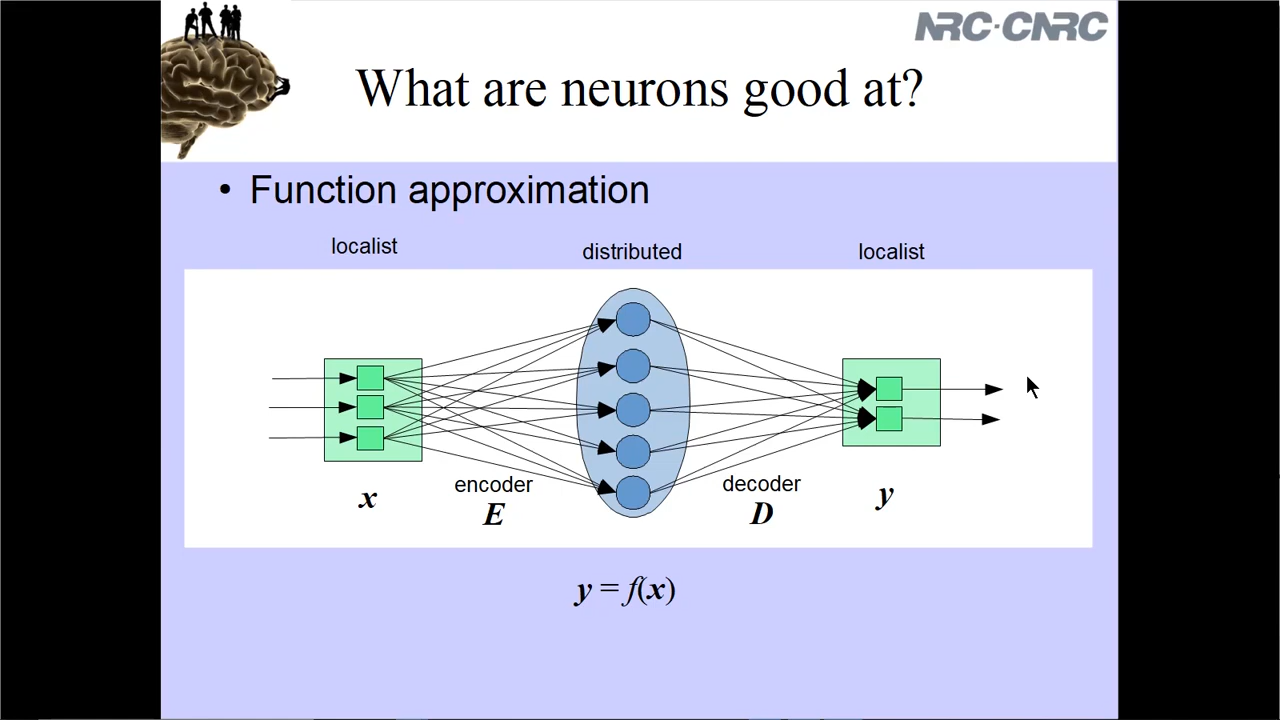 NRC·CNRC
What are neurons good at?
• Function approximation
localist distributed localist
encoder decoder
x E D y
y = f(x)